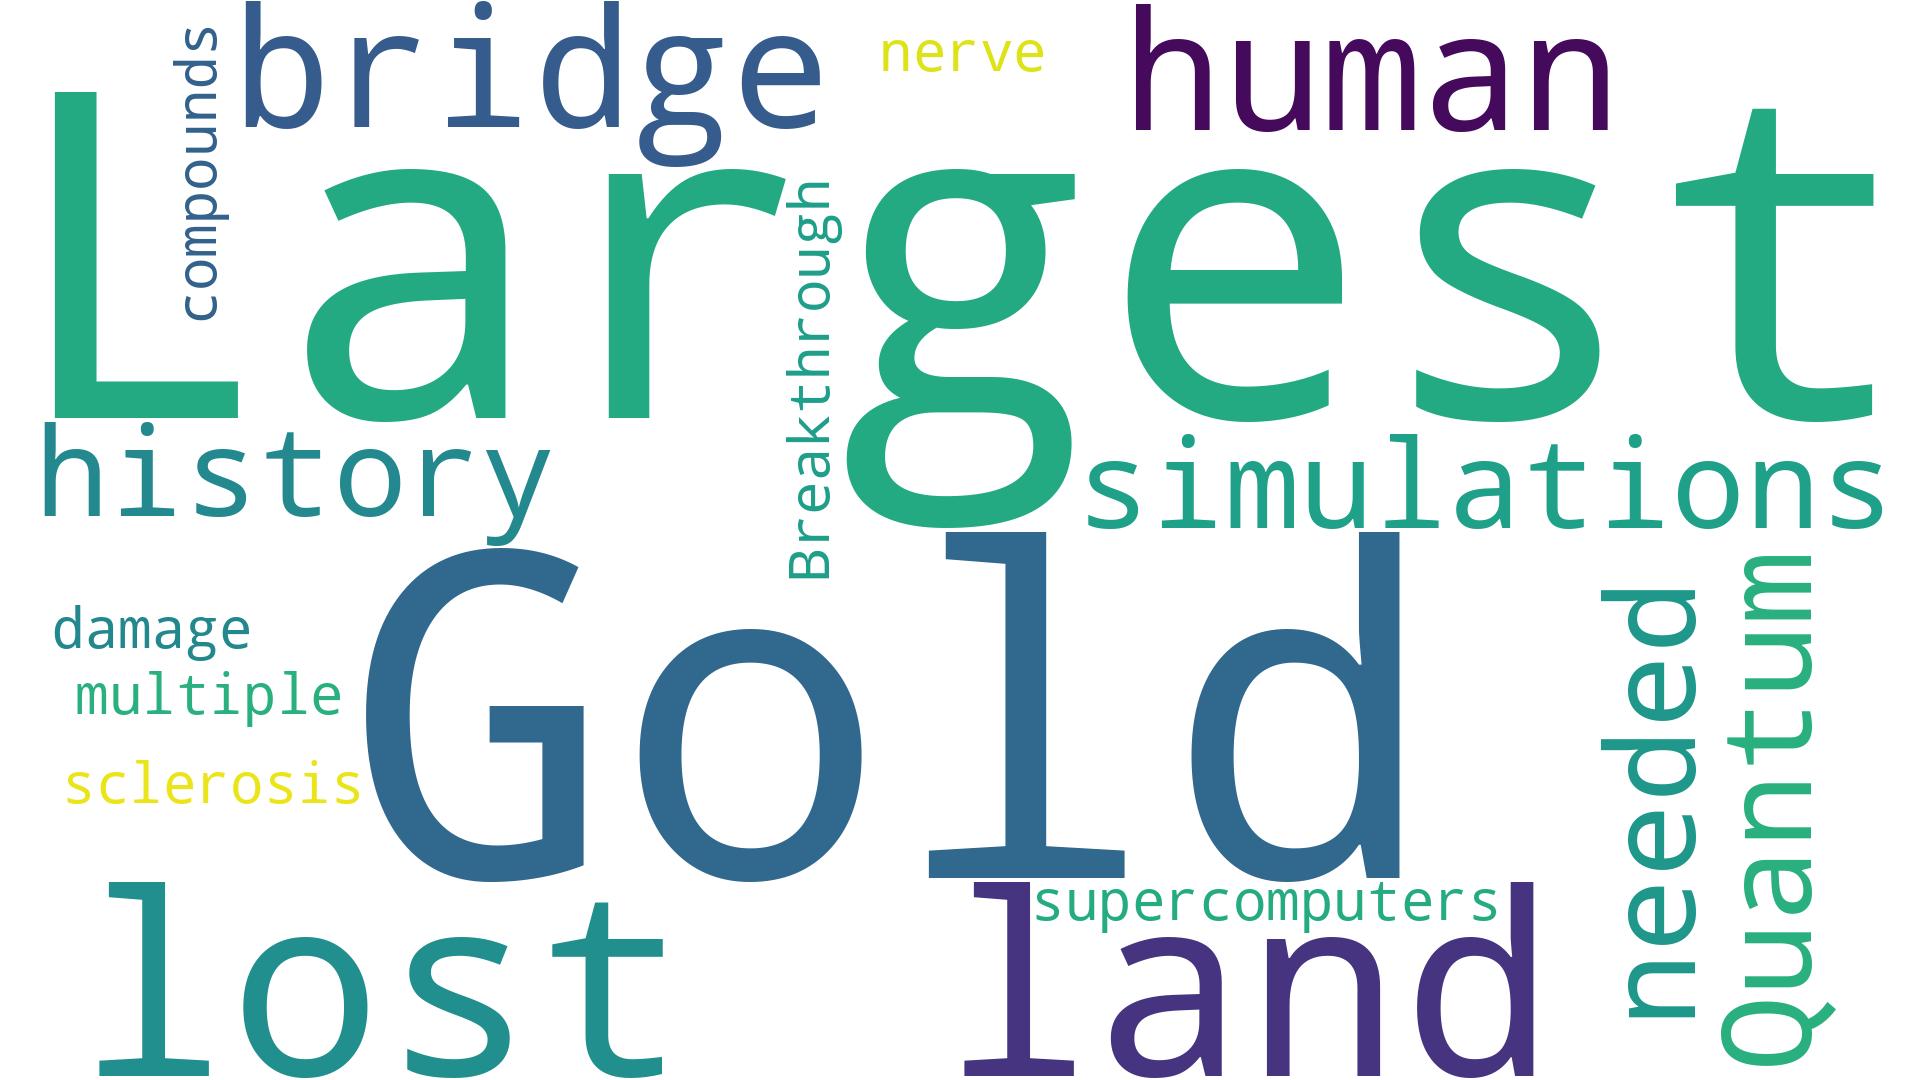 bridge
nerve
human
compounds
Largest
Breakthrough
history
simulations
Gold
damage
multiple
sclerosis
needed
Quantum
supercomputers
lost
land